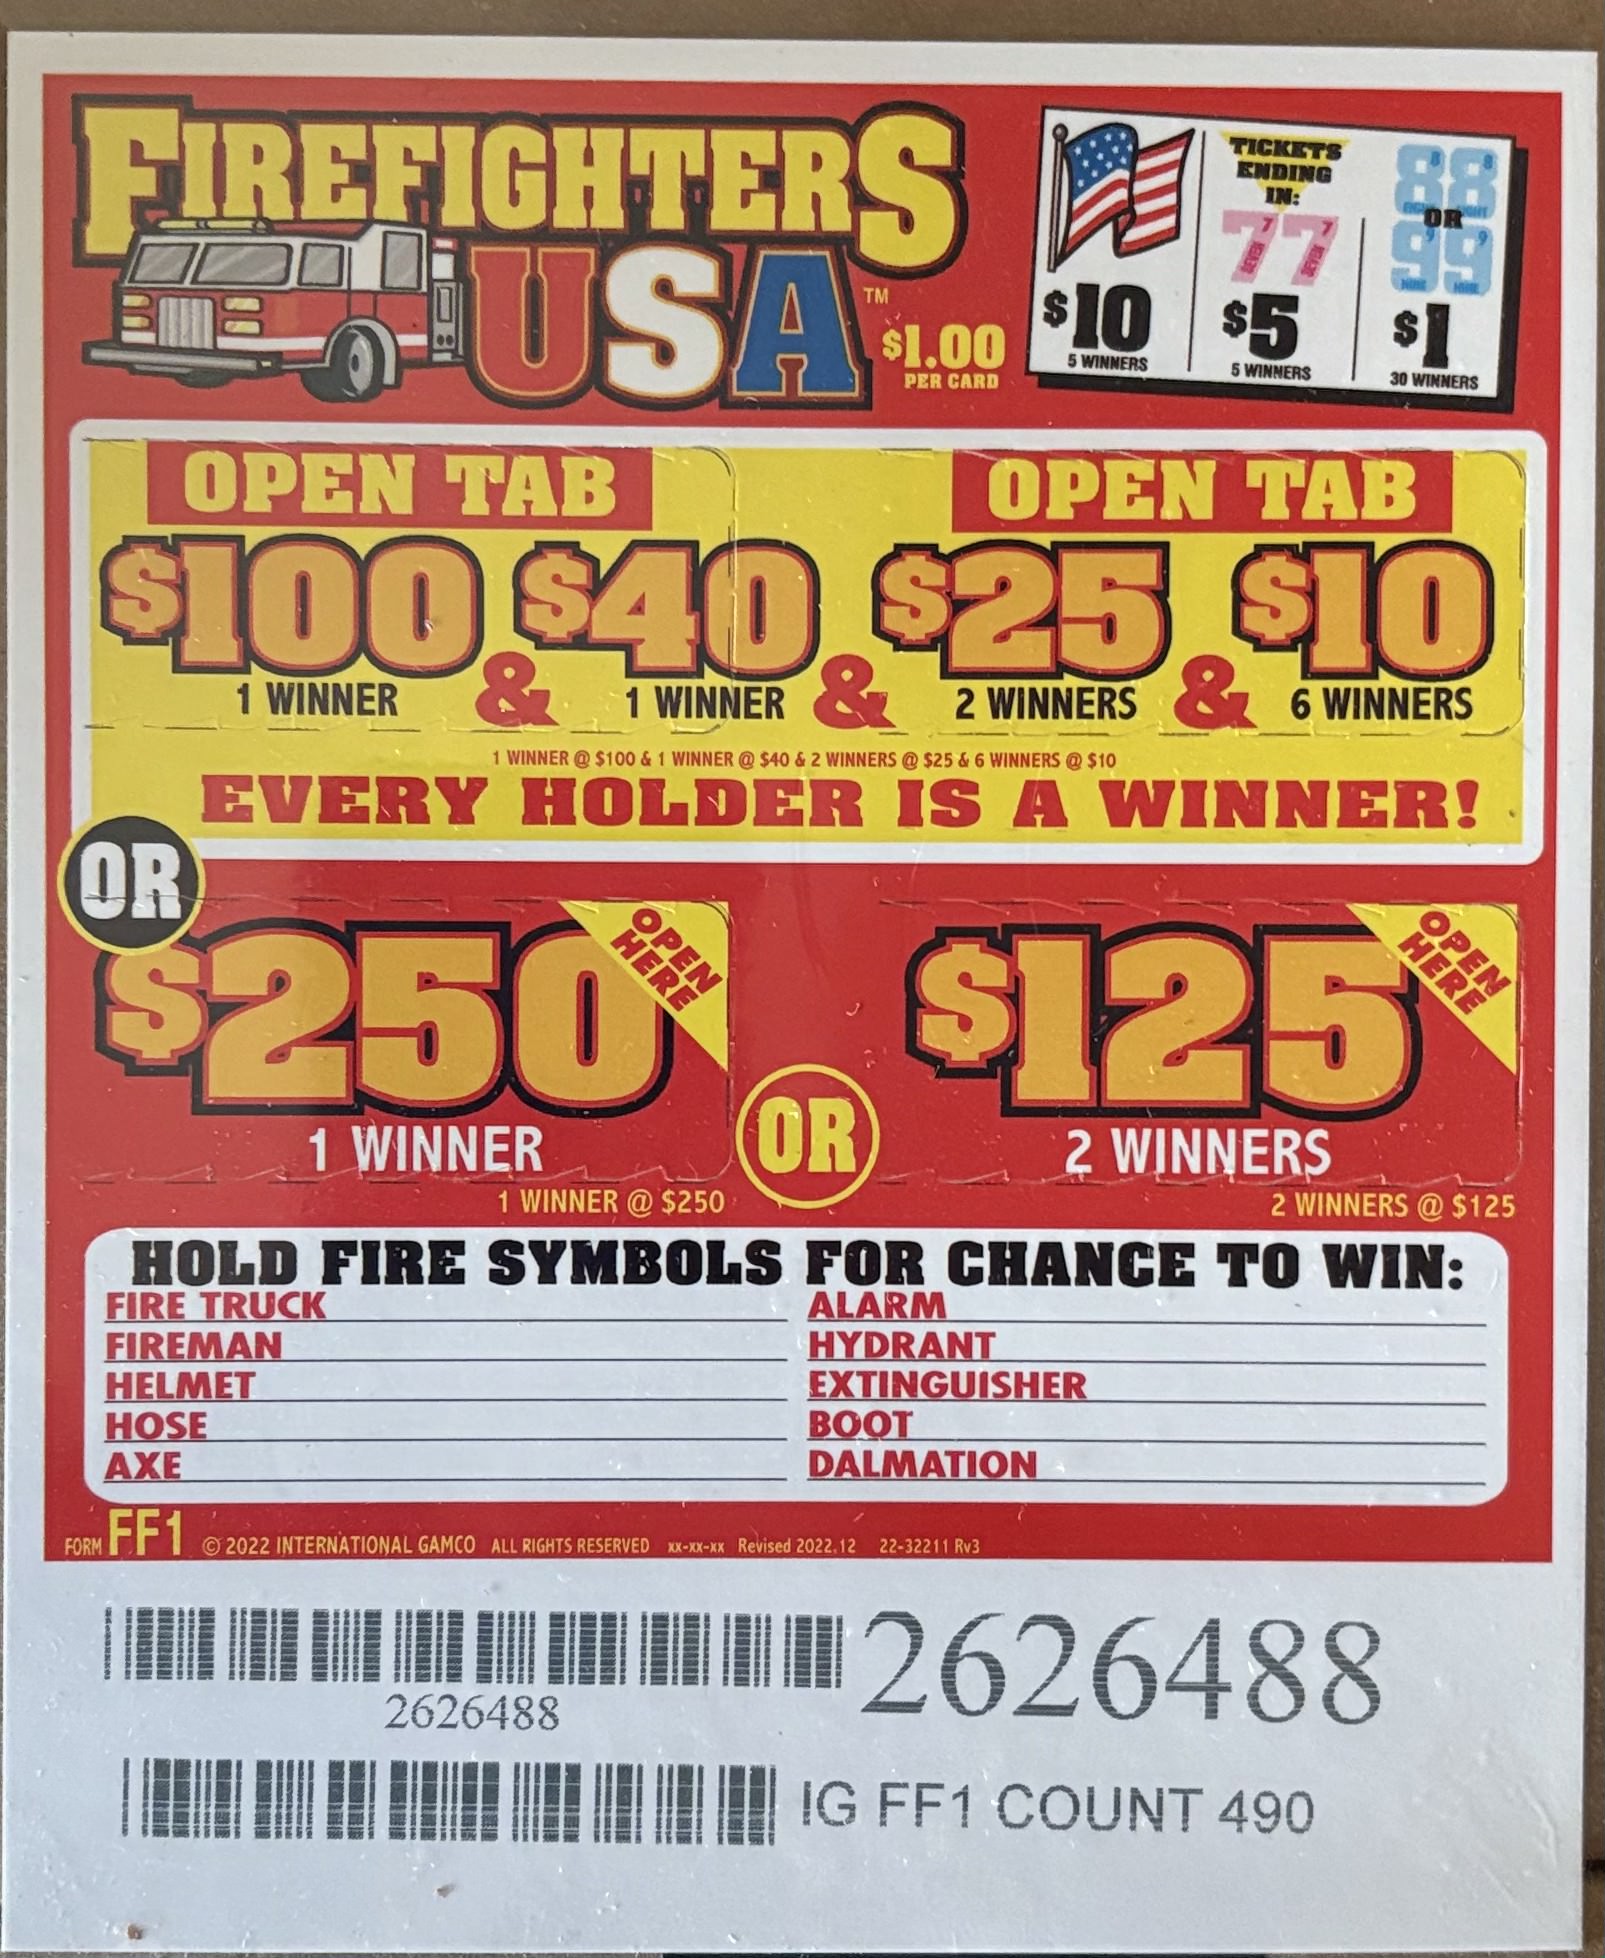 FIREFIGHTERS
USA™
$1.00
PER CARD
$10
5 WINNERS
TICKETS
ENDING
IN:
77
$5
5 WINNERS
88
OR
99
$1
30 WINNERS
OPEN TAB
OPEN TAB
$100 & $40 & $25 & $10
1 WINNER 1 WINNER 2 WINNERS 6 WINNERS
1 WINNER @ $100 & 1 WINNER @ $40 & 2 WINNERS @ $25 & 6 WINNERS @ $10
EVERY HOLDER IS A WINNER!
OR
$250
OPEN
HERE
1 WINNER
1 WINNER @ $250
OR
$125
OPEN
HERE
2 WINNERS
2 WINNERS @ $125
HOLD FIRE SYMBOLS FOR CHANCE TO WIN:
FIRE TRUCK
FIREMAN
HELMET
HOSE
AXE
ALARM
HYDRANT
EXTINGUISHER
BOOT
DALMATION
FORM FF1 © 2022 INTERNATIONAL GAMCO ALL RIGHTS RESERVED xx-xx-xx Revised 2022.12 22-32211 Rv3
2626488
2626488
IG FF1 COUNT 490